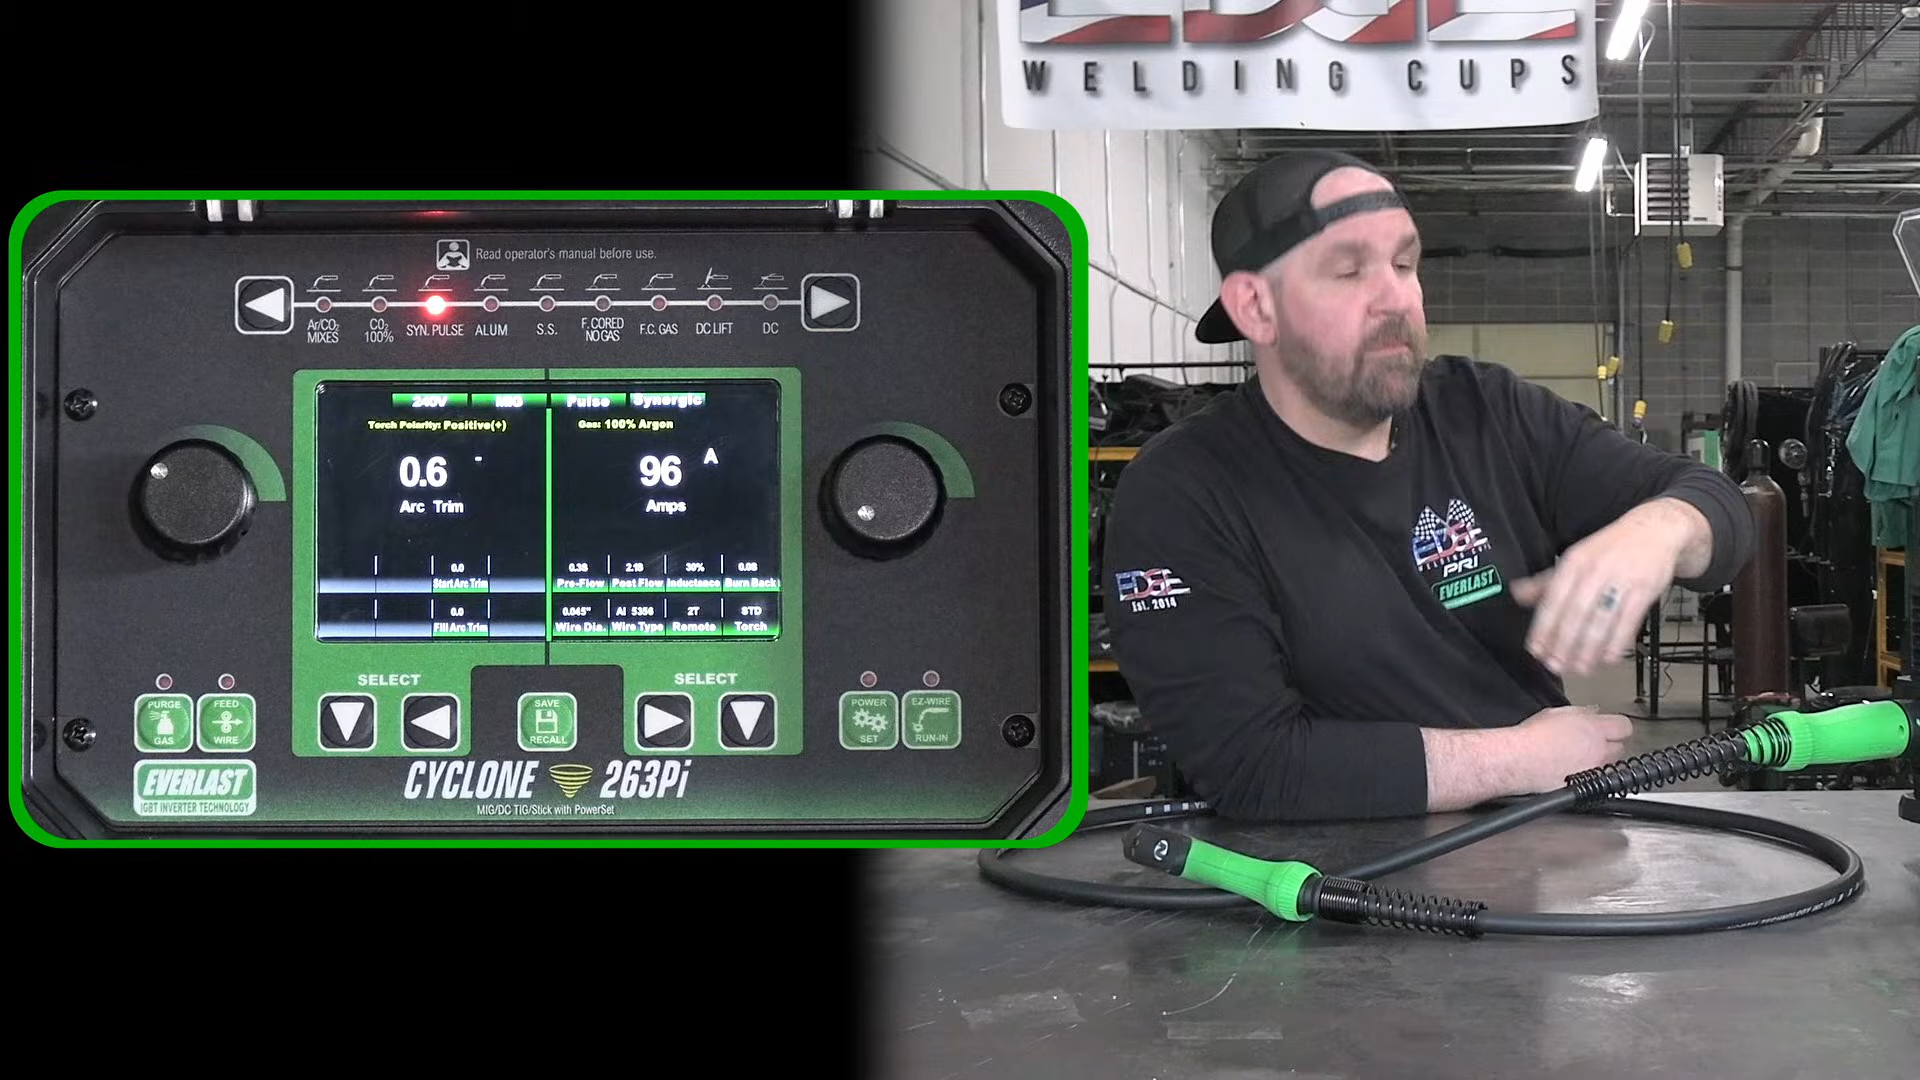 EDGE
WELDING CUPS
Read operator's manual before use.
Ar/CO2 MIXES
CO2 100%
SYN. PULSE
ALUM
S.S.
F. CORED NO GAS
F.C. GAS
DC LIFT
DC
240V
MIG
Pulse
Synergic
Torch Polarity: Positive(+)
Gas: 100% Argon
0.6 -
Arc Trim
96 A
Amps
0.0
Start Arc Trim
0.0
Fill Arc Trim
2.18
30%
0.08
Pre-Flow
Post Flow
Inductance
Burn Back
0.045"
Al 5356
2T
STD
Wire Dia.
Wire Type
Remote
Torch
SELECT
SELECT
PURGE GAS
FEED WIRE
SAVE RECALL
POWER SET
EZ-WIRE RUN-IN
EVERLAST
IGBT INVERTER TECHNOLOGY
CYCLONE 263Pi
MIG/DC TIG/Stick with PowerSet
EDGE
Est. 2014
EDGE
PRI
EVERLAST